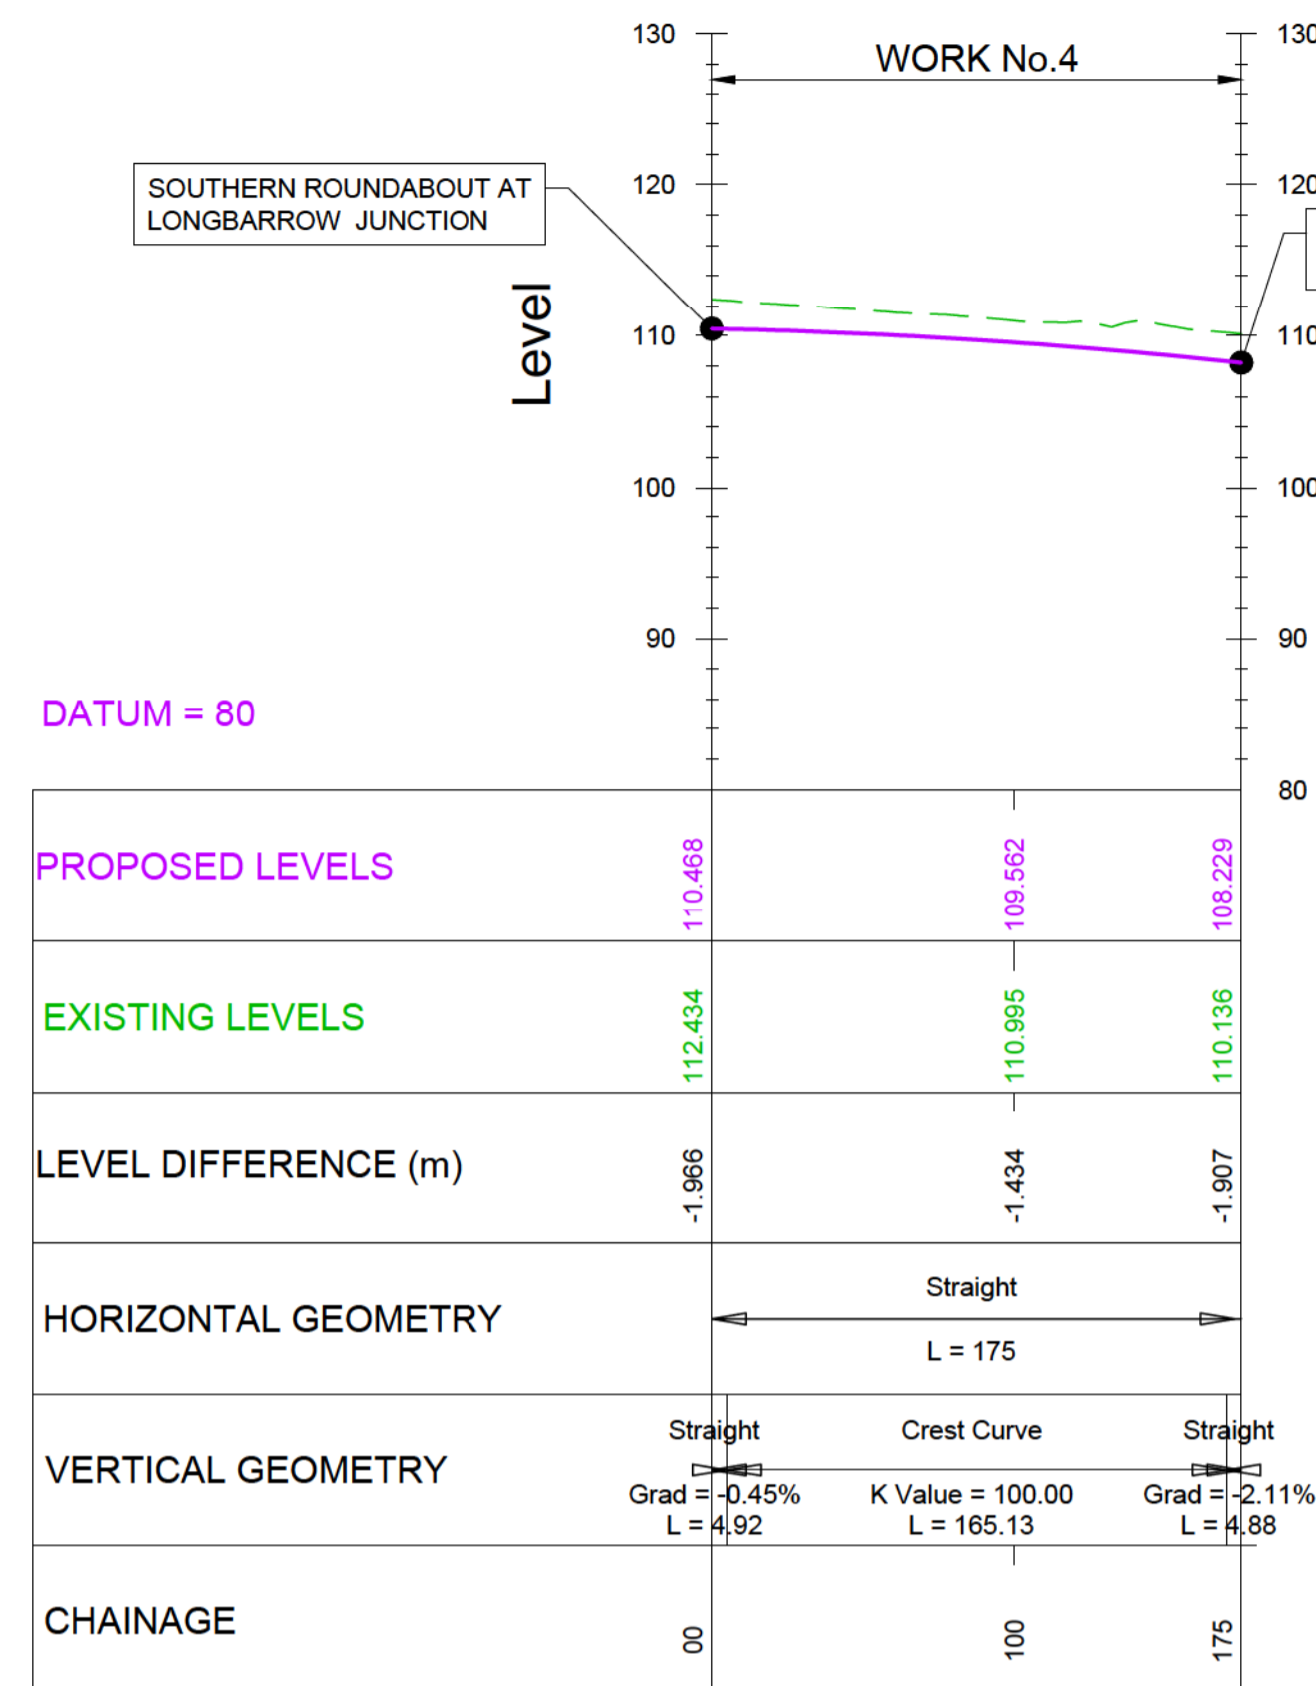 WORK No.4
130
130
120
120
110
110
100
100
90
90
80
SOUTHERN ROUNDABOUT AT
LONGBARROW JUNCTION
Level
DATUM = 80
PROPOSED LEVELS
110.468
109.562
108.229
EXISTING LEVELS
112.434
110.995
110.136
LEVEL DIFFERENCE (m)
-1.966
-1.434
-1.907
HORIZONTAL GEOMETRY
Straight
L = 175
VERTICAL GEOMETRY
Straight
Grad = -0.45%
L = 4.92
Crest Curve
K Value = 100.00
L = 165.13
Straight
Grad = -2.11%
L = 4.88
CHAINAGE
00
100
175